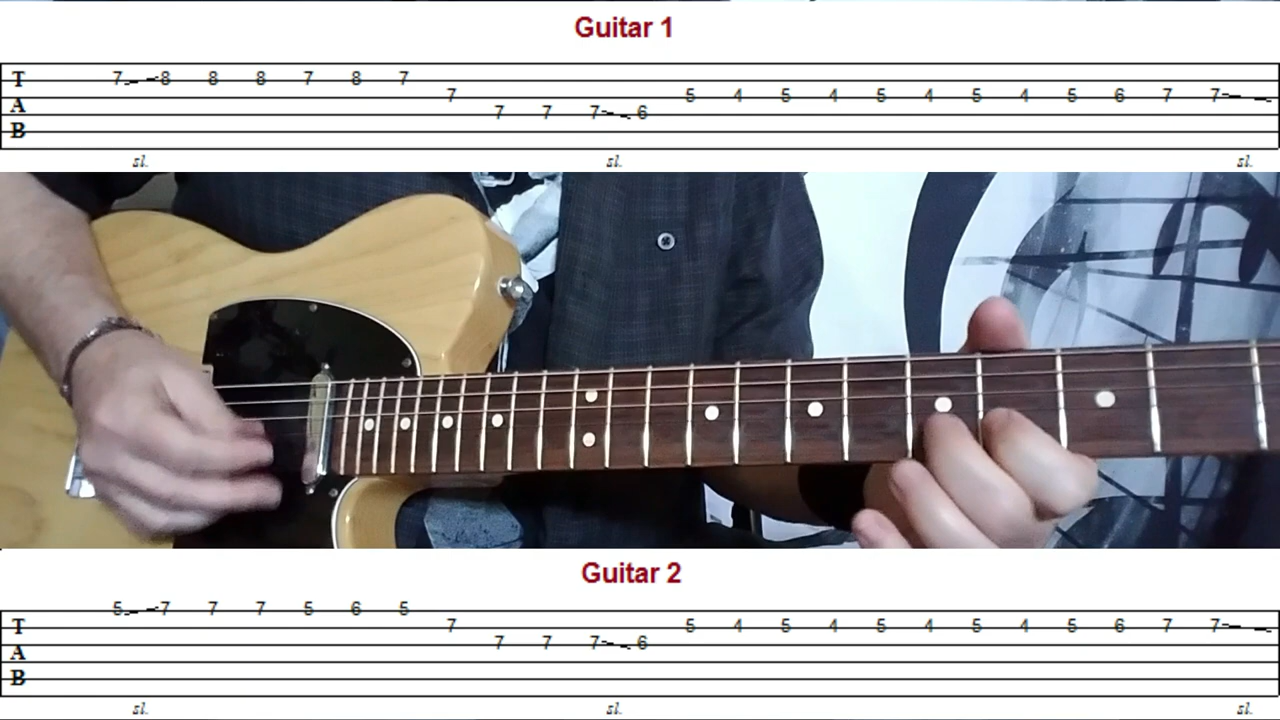 Guitar 1
T 7 8 8 8 7 8 7
A 7 5 4 5 4 5 4 5 4 5 6 7 7
7 7 7 6
B
sl. sl. sl.
Guitar 2
5 7 7 7 5 6 5
T 7 5 4 5 4 5 4 5 4 5 6 7 7
A 7 7 7 6
B
sl. sl. sl.